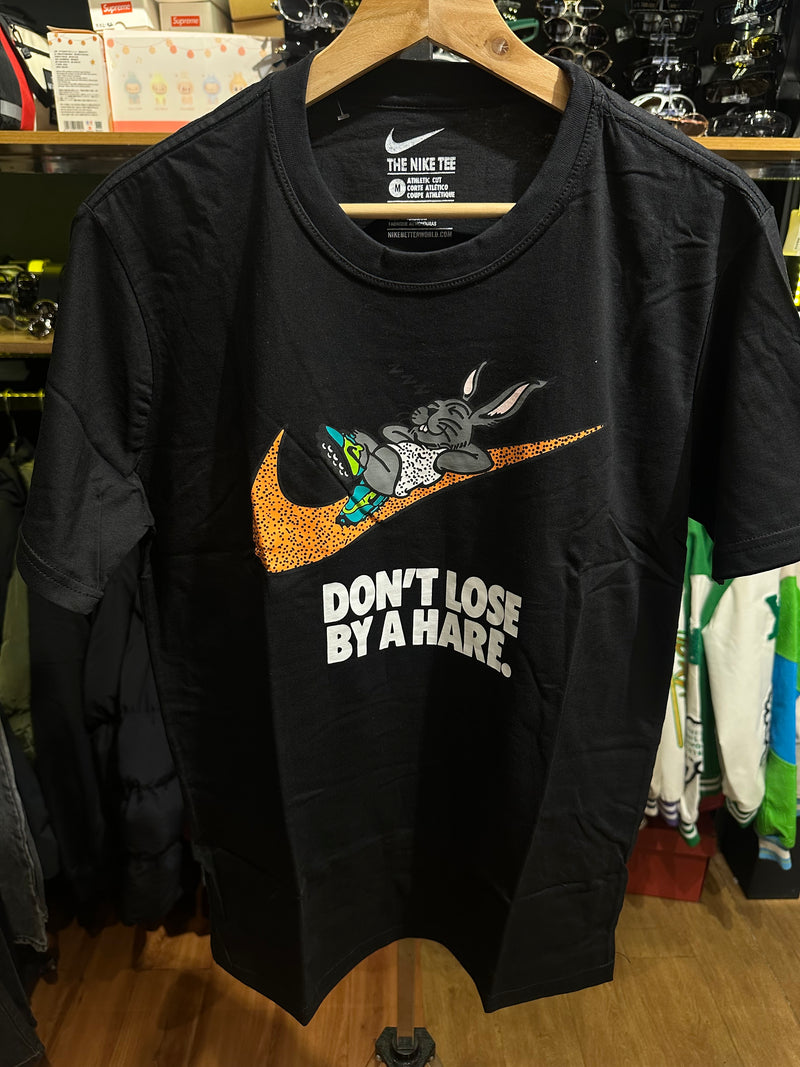 Supreme
Supreme
THE NIKE TEE
M
ATHLETIC CUT
CORTE ATLÉTICO
COUPE ATHLÉTIQUE
NIKEBETTERWORLD.COM
DON'T LOSE
BY A HARE.